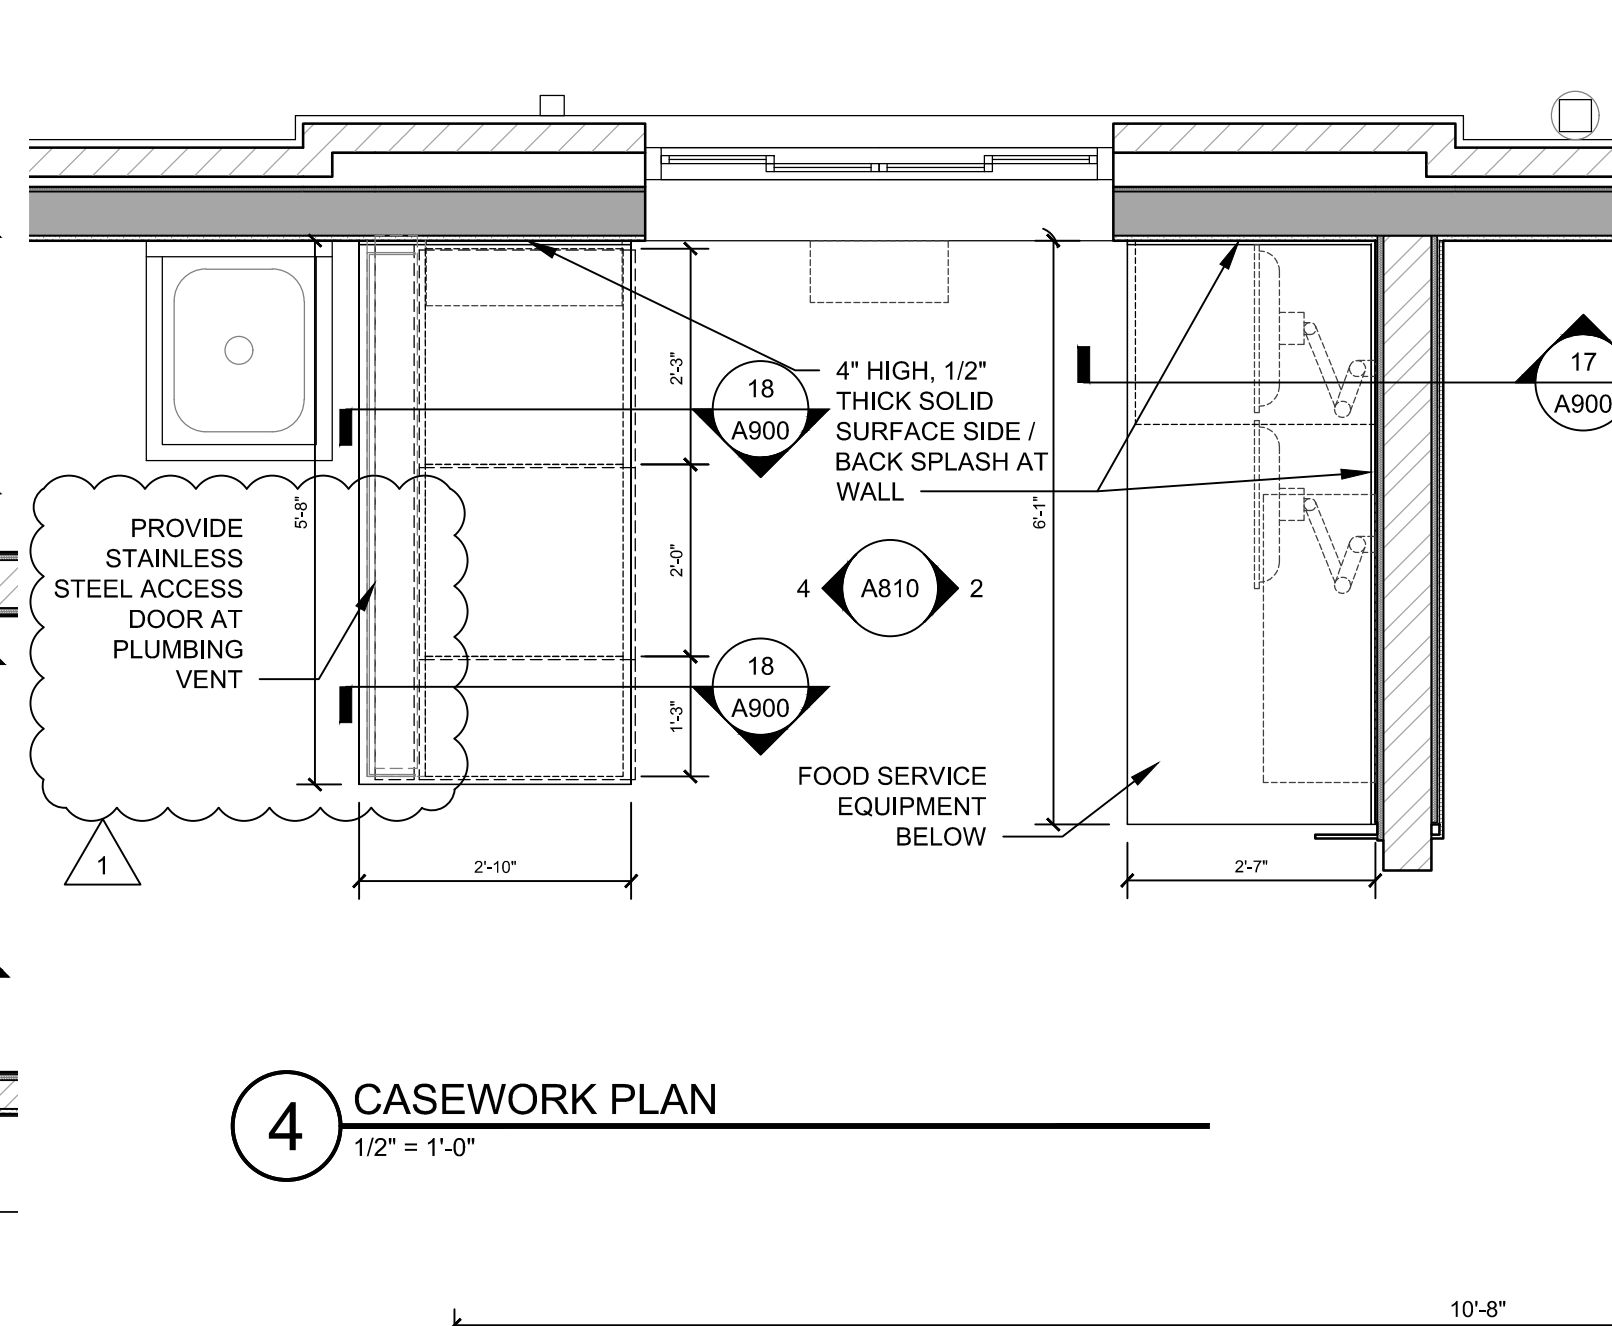 2'-3"
18
A900
4" HIGH, 1/2"
THICK SOLID
SURFACE SIDE /
BACK SPLASH AT
WALL
17
A900
5'-8"
6'-1"
PROVIDE
STAINLESS
STEEL ACCESS
DOOR AT
PLUMBING
VENT
2'-0"
4 A810 2
18
A900
1'-3"
FOOD SERVICE
EQUIPMENT
BELOW
1
2'-10"
2'-7"
4
CASEWORK PLAN
1/2" = 1'-0"
10'-8"